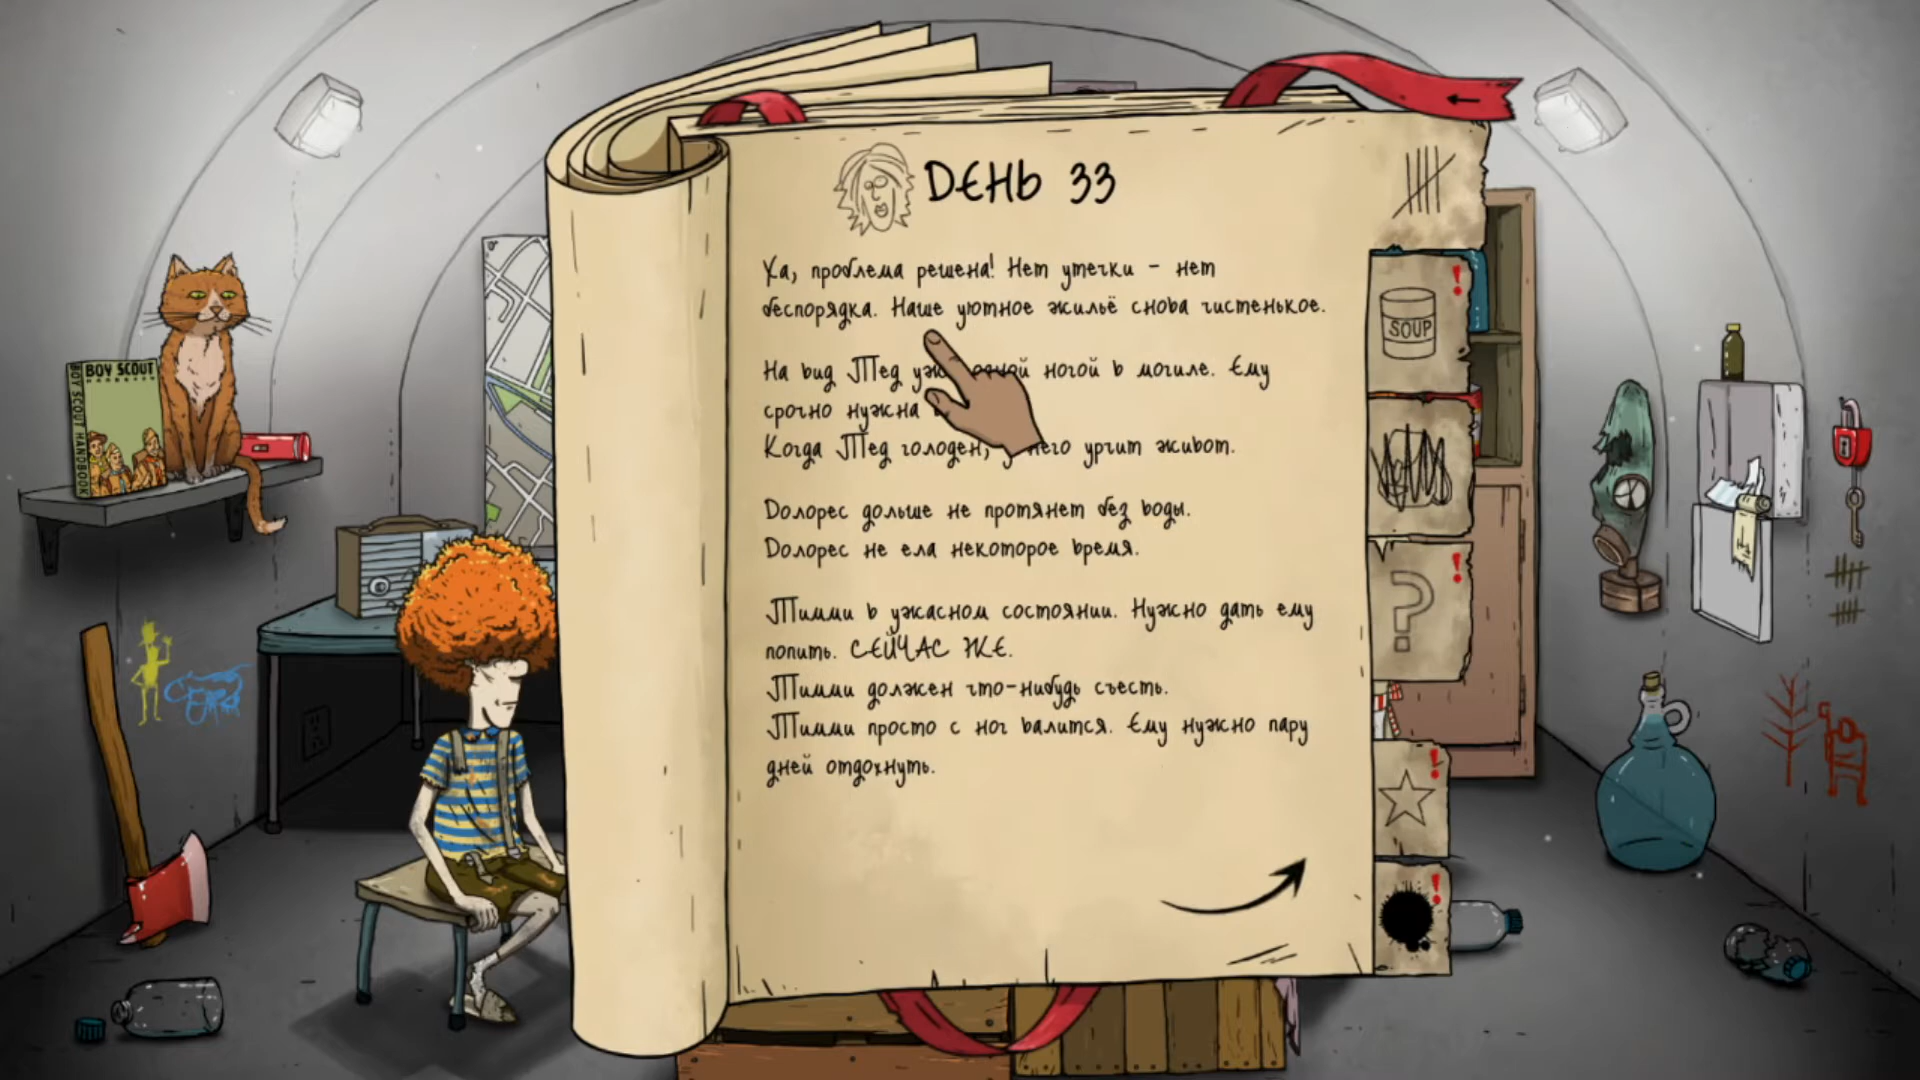 ДЕНЬ 33
Ха, проблема решена! Нет утечки - нет
беспорядка. Наше уютное жильё снова чистенькое.
На вид Тед ногой в могиле. Ему
срочно нужна
Когда Тед голоден, у него урчит живот.
Долорес дольше не протянет без воды.
Долорес не ела некоторое время.
Тимми в ужасном состоянии. Нужно дать ему
попить. СЕЙЧАС ЖЕ.
Тимми должен что-нибудь съесть.
Тимми просто с ног валится. Ему нужно пару
дней отдохнуть.
BOY SCOUT
BOY SCOUT HANDBOOK
SOUP
!
?
!
!
!